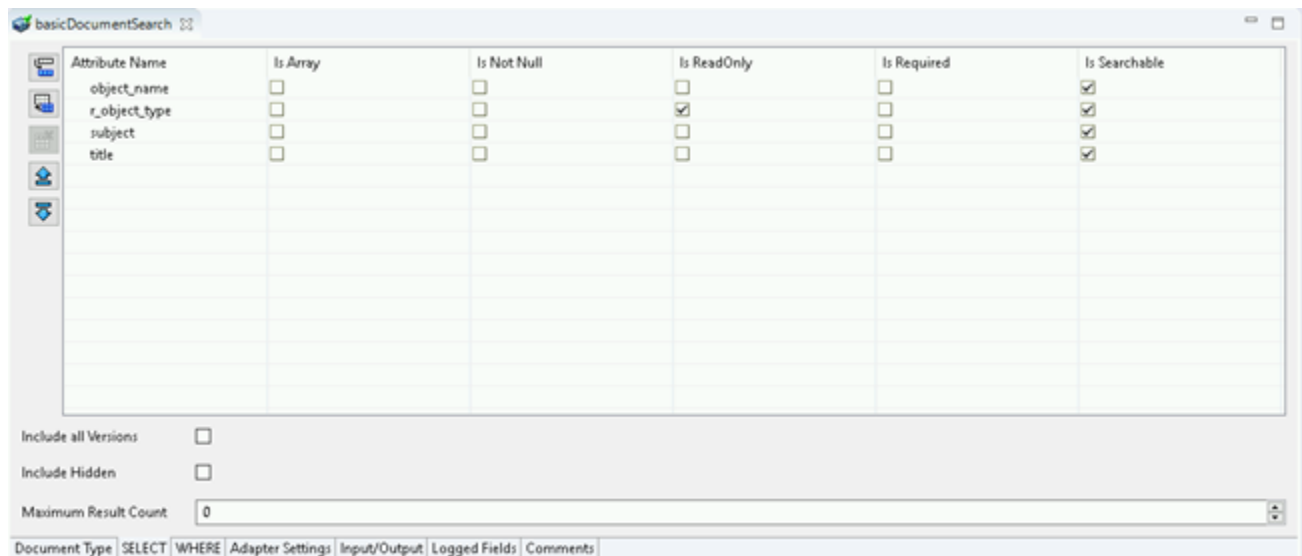 basicDocumentSearch
Attribute Name Is Array Is Not Null Is ReadOnly Is Required Is Searchable
object_name
r_object_type
subject
title
Include all Versions
Include Hidden
Maximum Result Count 0
Document Type SELECT WHERE Adapter Settings Input/Output Logged Fields Comments